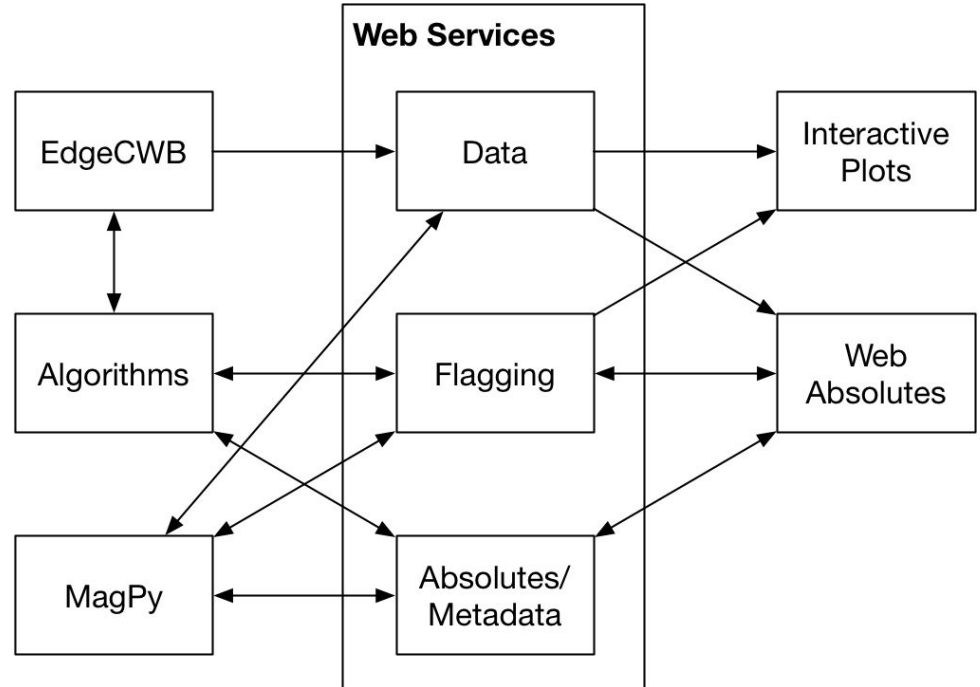 Web Services
EdgeCWB
Data
Interactive
Plots
Algorithms
Flagging
Web
Absolutes
MagPy
Absolutes/
Metadata